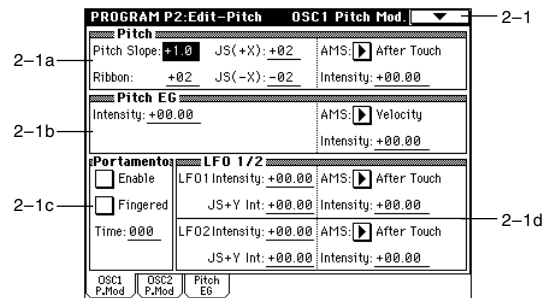 PROGRAM P2:Edit-Pitch OSC1 Pitch Mod.
2-1
Pitch
Pitch Slope: +1.0 JS(+X): +02 AMS: After Touch
2-1a
Ribbon: +02 JS(-X): -02 Intensity: +00.00
Pitch EG
Intensity: +00.00 AMS: Velocity
2-1b
Intensity: +00.00
Portamento LFO 1/2
Enable LFO1 Intensity: +00.00 AMS: After Touch
2-1c
Fingered JS+Y Int: +00.00 Intensity: +00.00
2-1d
Time: 000 LFO2 Intensity: +00.00 AMS: After Touch
JS+Y Int: +00.00 Intensity: +00.00
OSC1 P.Mod OSC2 P.Mod Pitch EG